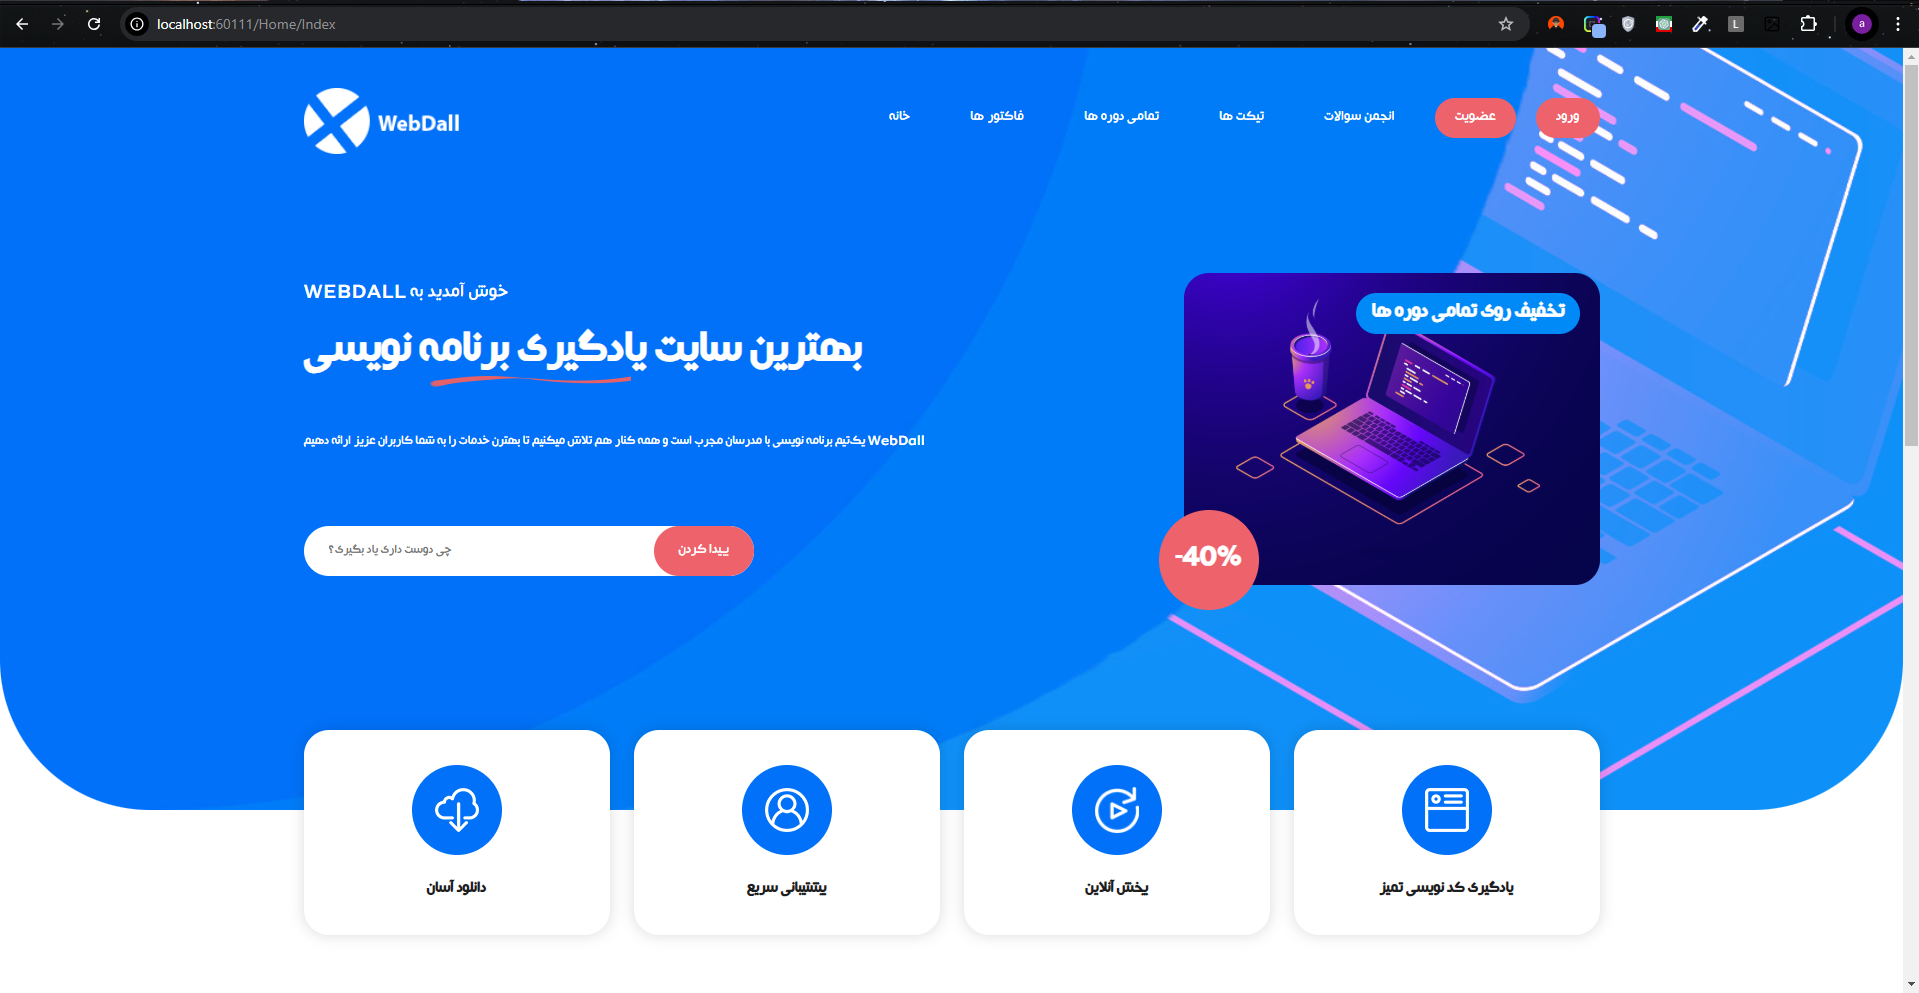 localhost:60111/Home/Index
L
a
WebDall
خانه
فاکتور ها
تمامی دوره ها
تیکت ها
انجمن سوالات
عضویت
ورود
خوش آمدید به WEBDALL
بهترین سایت یادگیری برنامه نویسی
WebDall یک‌تیم برنامه نویسی با مدرسان مجرب است و همه کنار هم تلاش میکنیم تا بهترن خدمات را به شما کاربران عزیز ارائه دهیم
چی دوست داری یاد بگیری؟
پیدا کردن
تخفیف روی تمامی دوره ها
-40%
دانلود آسان
پشتیبانی سریع
پخش آنلاین
یادگیری کد نویسی تمیز